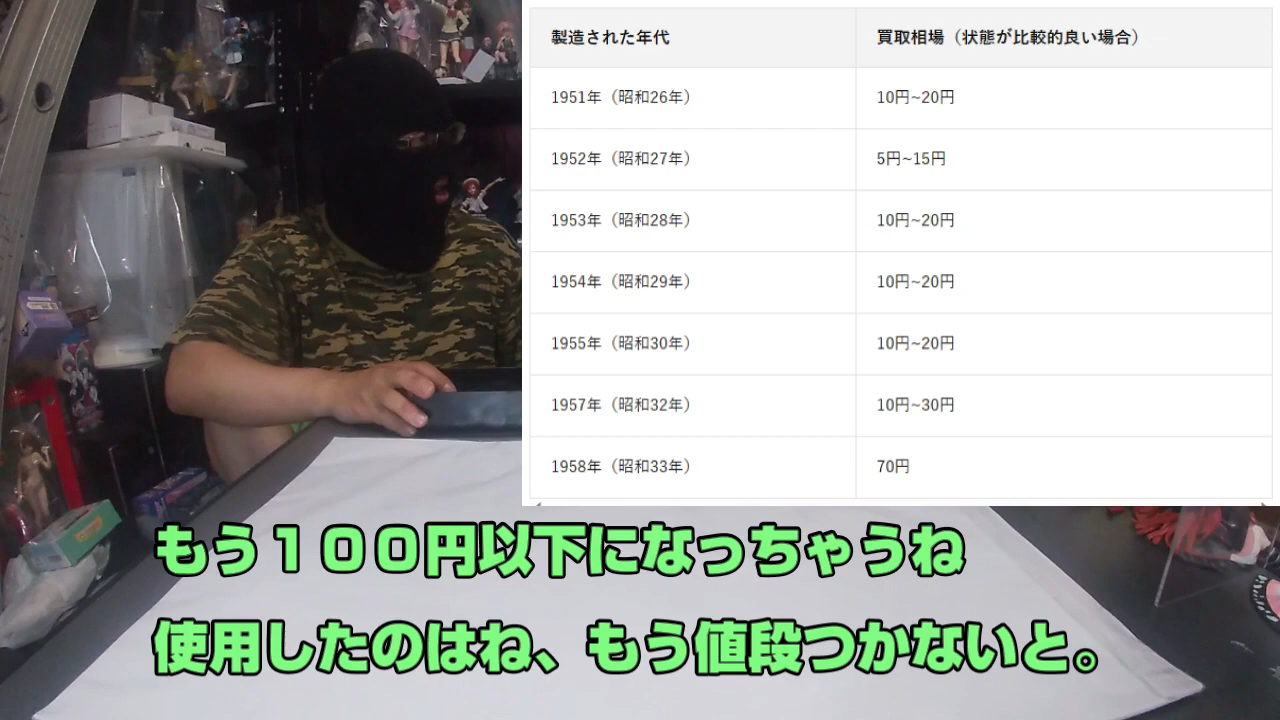 製造された年代 買取相場（状態が比較的良い場合）
1951年（昭和26年） 10円~20円
1952年（昭和27年） 5円~15円
1953年（昭和28年） 10円~20円
1954年（昭和29年） 10円~20円
1955年（昭和30年） 10円~20円
1957年（昭和32年） 10円~30円
1958年（昭和33年） 70円
もう１００円以下になっちゃうね
使用したのはね、もう値段つかないと。